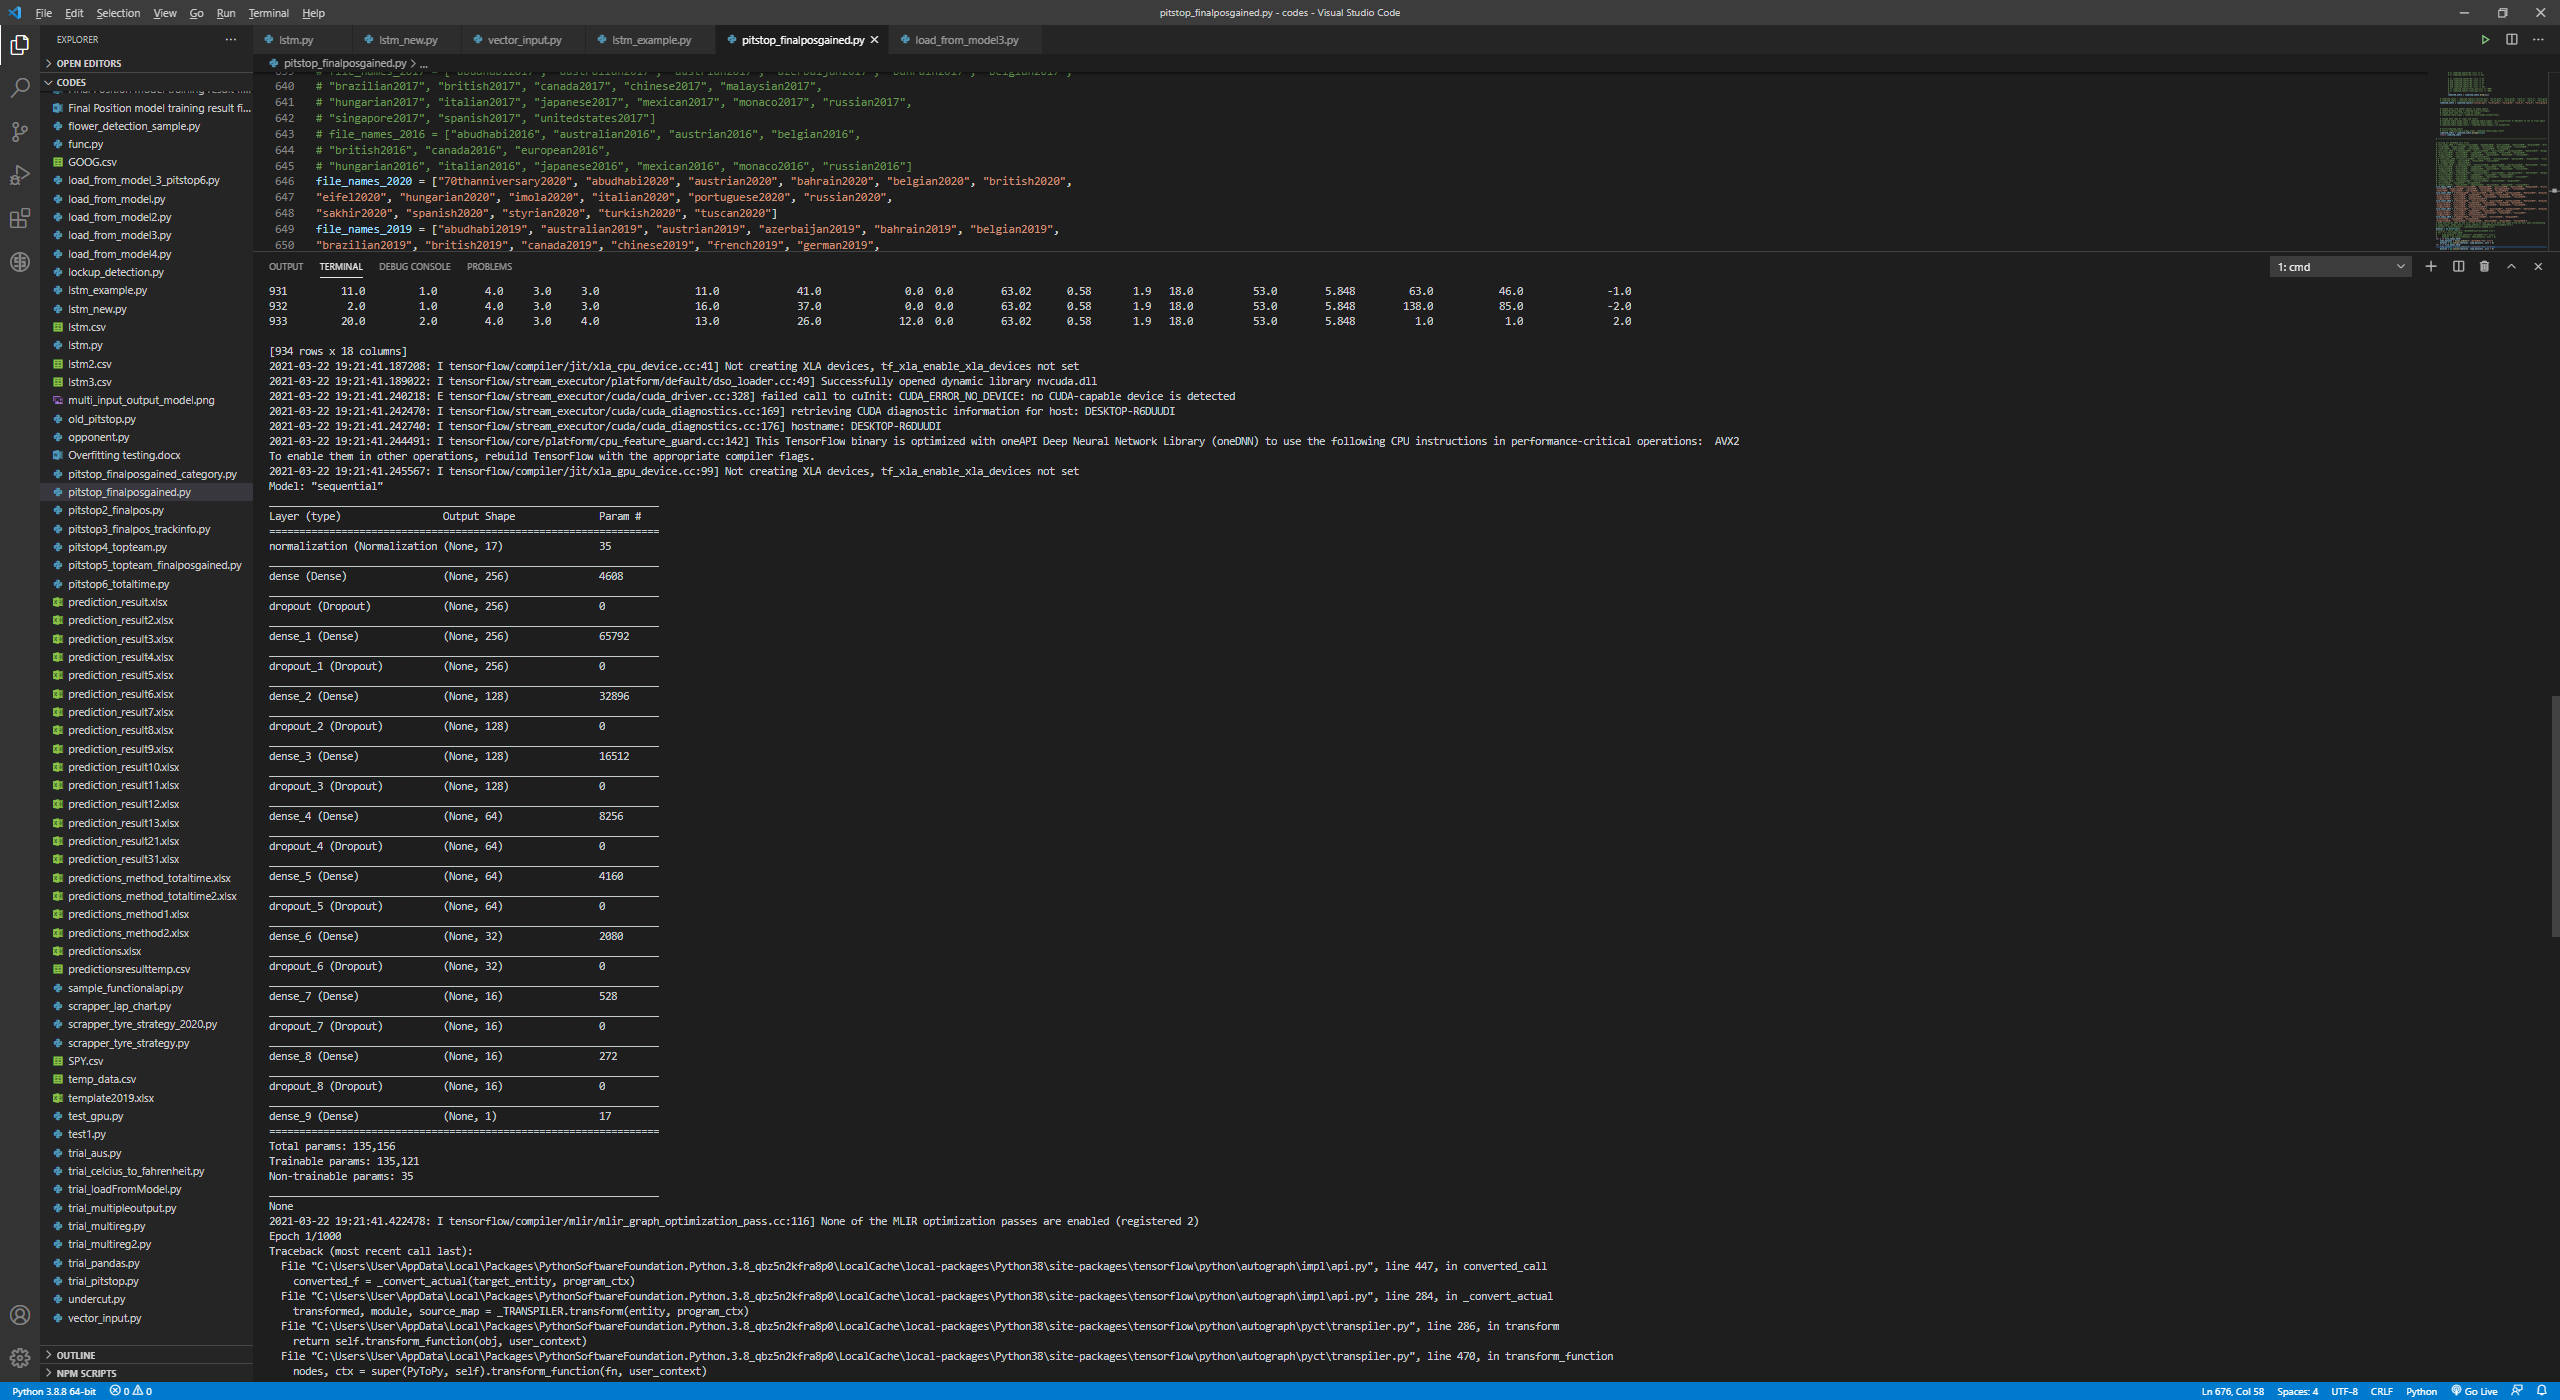 File Edit Selection View Go Run Terminal Help
pitstop_finalposgained.py - codes - Visual Studio Code
EXPLORER
lstm.py lstm_new.py vector_input.py lstm_example.py pitstop_finalposgained.py load_from_model3.py
OPEN EDITORS
CODES
Final Position model training result fi...
flower_detection_sample.py
func.py
GOOG.csv
load_from_model_3_pitstop6.py
load_from_model.py
load_from_model2.py
load_from_model3.py
load_from_model4.py
lockup_detection.py
lstm_example.py
lstm_new.py
lstm.csv
lstm.py
lstm2.csv
lstm3.csv
multi_input_output_model.png
old_pitstop.py
opponent.py
Overfitting testing.docx
pitstop_finalposgained_category.py
pitstop_finalposgained.py
pitstop2_finalpos.py
pitstop3_finalpos_trackinfo.py
pitstop4_topteam.py
pitstop5_topteam_finalposgained.py
pitstop6_totaltime.py
prediction_result.xlsx
prediction_result2.xlsx
prediction_result3.xlsx
prediction_result4.xlsx
prediction_result5.xlsx
prediction_result6.xlsx
prediction_result7.xlsx
prediction_result8.xlsx
prediction_result9.xlsx
prediction_result10.xlsx
prediction_result11.xlsx
prediction_result12.xlsx
prediction_result13.xlsx
prediction_result21.xlsx
prediction_result31.xlsx
predictions_method_totaltime.xlsx
predictions_method_totaltime2.xlsx
predictions_method1.xlsx
predictions_method2.xlsx
predictions.xlsx
predictionsresulttemp.csv
sample_functionalapi.py
scrapper_lap_chart.py
scrapper_tyre_strategy_2020.py
scrapper_tyre_strategy.py
SPY.csv
temp_data.csv
template2019.xlsx
test_gpu.py
test1.py
trial_aus.py
trial_celcius_to_fahrenheit.py
trial_loadFromModel.py
trial_multipleoutput.py
trial_multireg.py
trial_multireg2.py
trial_pandas.py
trial_pitstop.py
undercut.py
vector_input.py
OUTLINE
NPM SCRIPTS
pitstop_finalposgained.py > ...
639 # file_names_2017 = ["abudhabi2017", "australian2017", "austrian2017", "azerbaijan2017", "bahrain2017", "belgian2017",
640 # "brazilian2017", "british2017", "canada2017", "chinese2017", "malaysian2017",
641 # "hungarian2017", "italian2017", "japanese2017", "mexican2017", "monaco2017", "russian2017",
642 # "singapore2017", "spanish2017", "unitedstates2017"]
643 # file_names_2016 = ["abudhabi2016", "australian2016", "austrian2016", "belgian2016",
644 # "british2016", "canada2016", "european2016",
645 # "hungarian2016", "italian2016", "japanese2016", "mexican2016", "monaco2016", "russian2016"]
646 file_names_2020 = ["70thanniversary2020", "abudhabi2020", "austrian2020", "bahrain2020", "belgian2020", "british2020",
647 "eifel2020", "hungarian2020", "imola2020", "italian2020", "portuguese2020", "russian2020",
648 "sakhir2020", "spanish2020", "styrian2020", "turkish2020", "tuscan2020"]
649 file_names_2019 = ["abudhabi2019", "australian2019", "austrian2019", "azerbaijan2019", "bahrain2019", "belgian2019",
650 "brazilian2019", "british2019", "canada2019", "chinese2019", "french2019", "german2019",
OUTPUT TERMINAL DEBUG CONSOLE PROBLEMS 1: cmd
931 11.0 1.0 4.0 3.0 3.0 11.0 41.0 0.0 0.0 63.02 0.58 1.9 18.0 53.0 5.848 63.0 46.0 -1.0
932 2.0 1.0 4.0 3.0 3.0 16.0 37.0 0.0 0.0 63.02 0.58 1.9 18.0 53.0 5.848 138.0 85.0 -2.0
933 20.0 2.0 4.0 3.0 4.0 13.0 26.0 12.0 0.0 63.02 0.58 1.9 18.0 53.0 5.848 1.0 1.0 2.0
[934 rows x 18 columns]
2021-03-22 19:21:41.187208: I tensorflow/compiler/jit/xla_cpu_device.cc:41] Not creating XLA devices, tf_xla_enable_xla_devices not set
2021-03-22 19:21:41.189022: I tensorflow/stream_executor/platform/default/dso_loader.cc:49] Successfully opened dynamic library nvcuda.dll
2021-03-22 19:21:41.240218: E tensorflow/stream_executor/cuda/cuda_driver.cc:328] failed call to cuInit: CUDA_ERROR_NO_DEVICE: no CUDA-capable device is detected
2021-03-22 19:21:41.242470: I tensorflow/stream_executor/cuda/cuda_diagnostics.cc:169] retrieving CUDA diagnostic information for host: DESKTOP-R6DUUDI
2021-03-22 19:21:41.242740: I tensorflow/stream_executor/cuda/cuda_diagnostics.cc:176] hostname: DESKTOP-R6DUUDI
2021-03-22 19:21:41.244491: I tensorflow/core/platform/cpu_feature_guard.cc:142] This TensorFlow binary is optimized with oneAPI Deep Neural Network Library (oneDNN) to use the following CPU instructions in performance-critical operations:  AVX2
To enable them in other operations, rebuild TensorFlow with the appropriate compiler flags.
2021-03-22 19:21:41.245567: I tensorflow/compiler/jit/xla_gpu_device.cc:99] Not creating XLA devices, tf_xla_enable_xla_devices not set
Model: "sequential"
Layer (type) Output Shape Param #
normalization (Normalization (None, 17) 35
dense (Dense) (None, 256) 4608
dropout (Dropout) (None, 256) 0
dense_1 (Dense) (None, 256) 65792
dropout_1 (Dropout) (None, 256) 0
dense_2 (Dense) (None, 128) 32896
dropout_2 (Dropout) (None, 128) 0
dense_3 (Dense) (None, 128) 16512
dropout_3 (Dropout) (None, 128) 0
dense_4 (Dense) (None, 64) 8256
dropout_4 (Dropout) (None, 64) 0
dense_5 (Dense) (None, 64) 4160
dropout_5 (Dropout) (None, 64) 0
dense_6 (Dense) (None, 32) 2080
dropout_6 (Dropout) (None, 32) 0
dense_7 (Dense) (None, 16) 528
dropout_7 (Dropout) (None, 16) 0
dense_8 (Dense) (None, 16) 272
dropout_8 (Dropout) (None, 16) 0
dense_9 (Dense) (None, 1) 17
Total params: 135,156
Trainable params: 135,121
Non-trainable params: 35
None
2021-03-22 19:21:41.422478: I tensorflow/compiler/mlir/mlir_graph_optimization_pass.cc:116] None of the MLIR optimization passes are enabled (registered 2)
Epoch 1/1000
Traceback (most recent call last):
File "C:\Users\User\AppData\Local\Packages\PythonSoftwareFoundation.Python.3.8_qbz5n2kfra8p0\LocalCache\local-packages\Python38\site-packages\tensorflow\python\autograph\impl\api.py", line 447, in converted_call
converted_f = _convert_actual(target_entity, program_ctx)
File "C:\Users\User\AppData\Local\Packages\PythonSoftwareFoundation.Python.3.8_qbz5n2kfra8p0\LocalCache\local-packages\Python38\site-packages\tensorflow\python\autograph\impl\api.py", line 284, in _convert_actual
transformed, module, source_map = _TRANSPILER.transform(entity, program_ctx)
File "C:\Users\User\AppData\Local\Packages\PythonSoftwareFoundation.Python.3.8_qbz5n2kfra8p0\LocalCache\local-packages\Python38\site-packages\tensorflow\python\autograph\pyct\transpiler.py", line 286, in transform
return self.transform_function(obj, user_context)
File "C:\Users\User\AppData\Local\Packages\PythonSoftwareFoundation.Python.3.8_qbz5n2kfra8p0\LocalCache\local-packages\Python38\site-packages\tensorflow\python\autograph\pyct\transpiler.py", line 470, in transform_function
nodes, ctx = super(PyToPy, self).transform_function(fn, user_context)
Python 3.8.8 64-bit 0 0 Ln 676, Col 58 Spaces: 4 UTF-8 CRLF Python Go Live